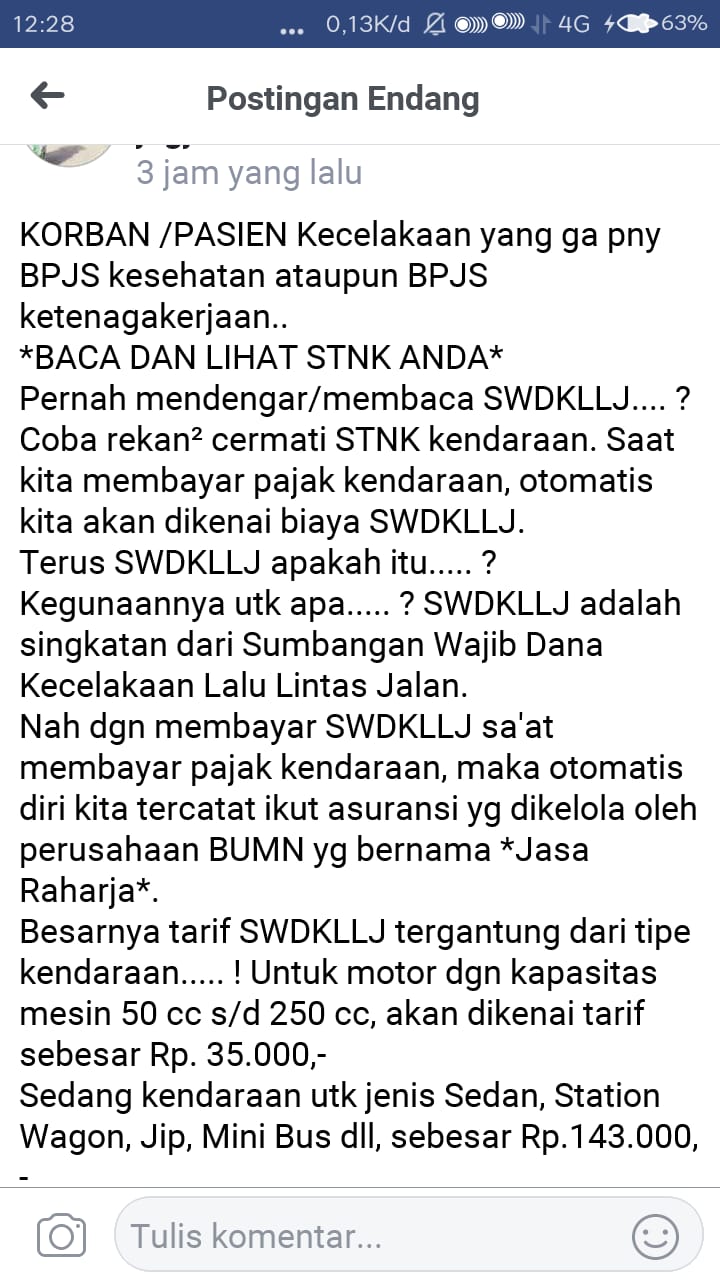 12:28 ... 0,13K/d 4G 63%
Postingan Endang
3 jam yang lalu
KORBAN /PASIEN Kecelakaan yang ga pny
BPJS kesehatan ataupun BPJS
ketenagakerjaan..
*BACA DAN LIHAT STNK ANDA*
Pernah mendengar/membaca SWDKLLJ.... ?
Coba rekan² cermati STNK kendaraan. Saat
kita membayar pajak kendaraan, otomatis
kita akan dikenai biaya SWDKLLJ.
Terus SWDKLLJ apakah itu..... ?
Kegunaannya utk apa..... ? SWDKLLJ adalah
singkatan dari Sumbangan Wajib Dana
Kecelakaan Lalu Lintas Jalan.
Nah dgn membayar SWDKLLJ sa'at
membayar pajak kendaraan, maka otomatis
diri kita tercatat ikut asuransi yg dikelola oleh
perusahaan BUMN yg bernama *Jasa
Raharja*.
Besarnya tarif SWDKLLJ tergantung dari tipe
kendaraan..... ! Untuk motor dgn kapasitas
mesin 50 cc s/d 250 cc, akan dikenai tarif
sebesar Rp. 35.000,-
Sedang kendaraan utk jenis Sedan, Station
Wagon, Jip, Mini Bus dll, sebesar Rp.143.000,
-
Tulis komentar...